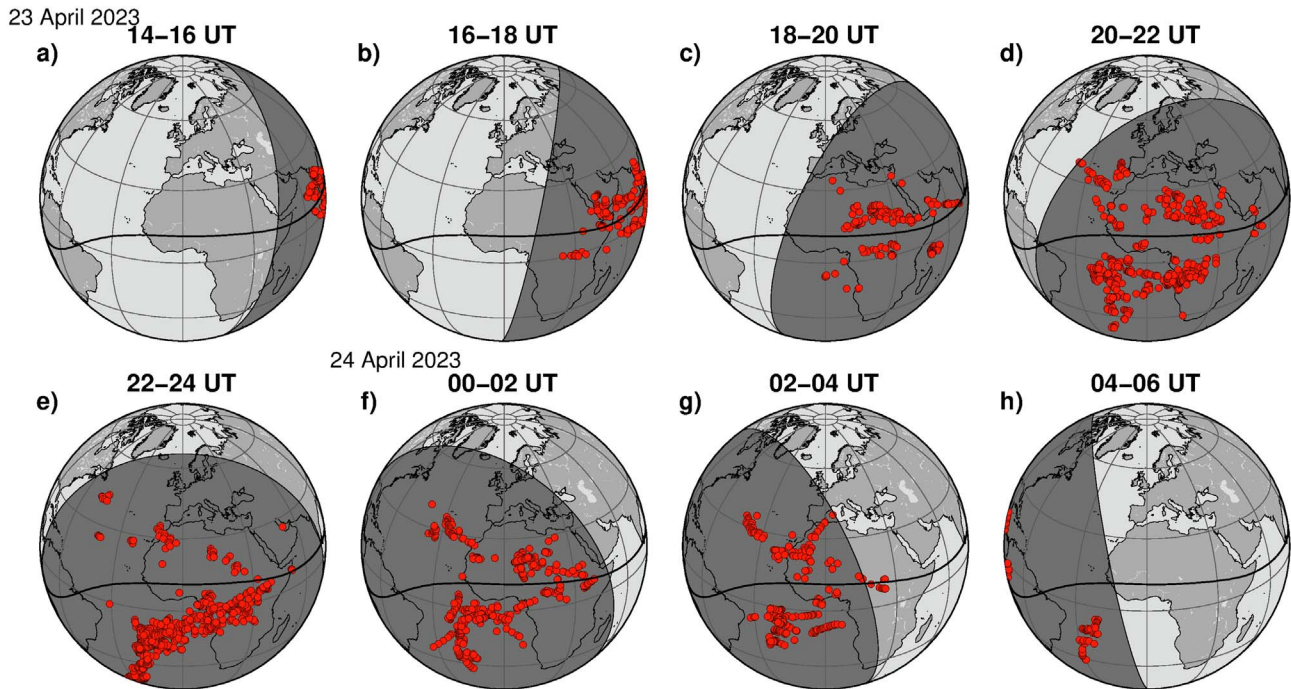 23 April 2023
14–16 UT
16–18 UT
18–20 UT
20–22 UT
a)
b)
c)
d)
24 April 2023
22–24 UT
00–02 UT
02–04 UT
04–06 UT
e)
f)
g)
h)